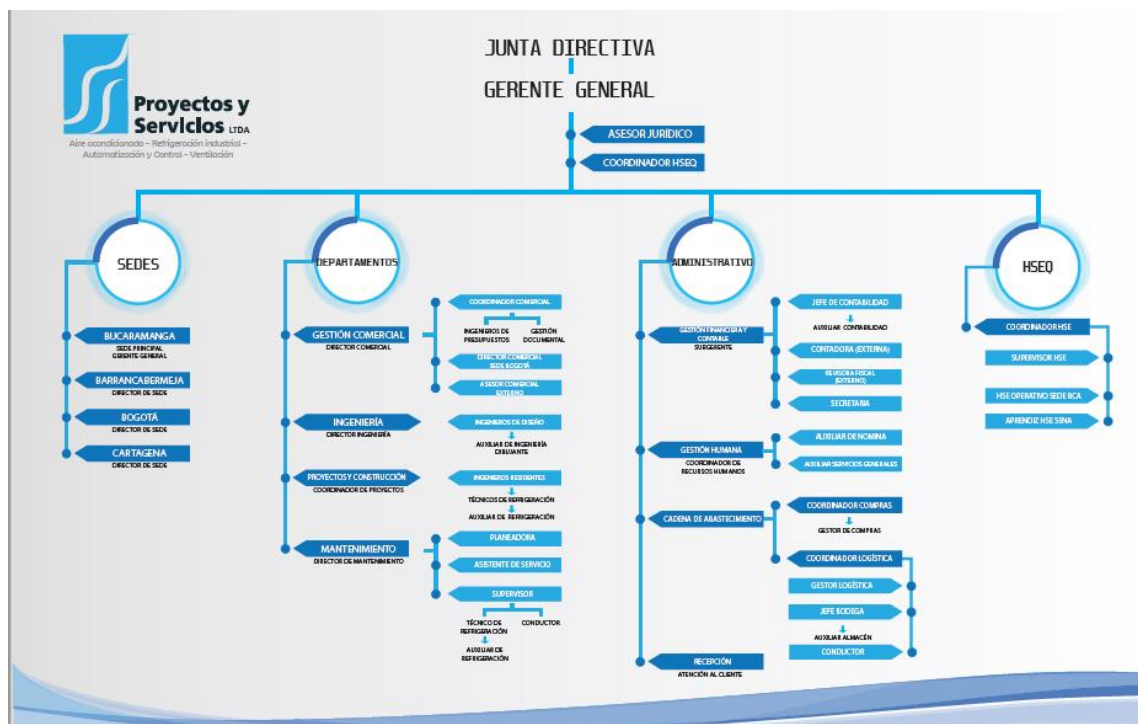 JUNTA DIRECTIVA
GERENTE GENERAL
Proyectos y
Servicios LTDA
Aire acondicionado – Refrigeración industrial –
Automatización y Control – Ventilación
ASESOR JURÍDICO
COORDINADOR HSEQ
SEDES
BUCARAMANGA
SEDE PRINCIPAL
GERENTE GENERAL
BARRANCABERMEJA
DIRECTOR DE SEDE
BOGOTÁ
DIRECTOR DE SEDE
CARTAGENA
DIRECTOR DE SEDE
DEPARTAMENTOS
GESTIÓN COMERCIAL
DIRECTOR COMERCIAL
COORDINADOR COMERCIAL
INGENIEROS DE
PRESUPUESTOS
GESTIÓN
DOCUMENTAL
DIRECTOR COMERCIAL
SEDE BOGOTÁ
ASESOR COMERCIAL
EXTERNO
INGENIERÍA
DIRECTOR INGENIERÍA
INGENIEROS DE DISEÑO
AUXILIAR DE INGENIERÍA
DIBUJANTE
PROYECTOS Y CONSTRUCCIÓN
COORDINADOR DE PROYECTOS
INGENIEROS RESIDENTES
TÉCNICOS DE REFRIGERACIÓN
AUXILIAR DE REFRIGERACIÓN
MANTENIMIENTO
DIRECTOR DE MANTENIMIENTO
PLANEADORA
ASISTENTE DE SERVICIO
SUPERVISOR
TÉCNICO DE
REFRIGERACIÓN
CONDUCTOR
AUXILIAR DE
REFRIGERACIÓN
ADMINISTRATIVO
GESTIÓN FINANCIERA Y
CONTABLE
SUBGERENTE
JEFE DE CONTABILIDAD
AUXILIAR CONTABILIDAD
CONTADORA (EXTERNA)
REVISORA FISCAL
(EXTERNO)
SECRETARIA
GESTIÓN HUMANA
COORDINADOR DE
RECURSOS HUMANOS
AUXILIAR DE NOMINA
AUXILIAR SERVICIOS GENERALES
CADENA DE ABASTECIMIENTO
COORDINADOR COMPRAS
GESTOR DE COMPRAS
COORDINADOR LOGÍSTICA
GESTOR LOGÍSTICA
JEFE BODEGA
AUXILIAR ALMACÉN
CONDUCTOR
RECEPCIÓN
ATENCIÓN AL CLIENTE
HSEQ
COORDINADOR HSE
SUPERVISOR HSE
HSE OPERATIVO SEDE BCA
APRENDIZ HSE SENA